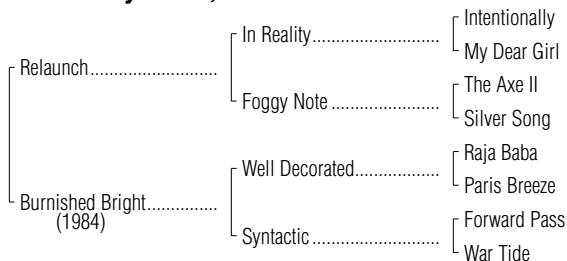 Intentionally
In Reality
My Dear Girl
Relaunch
The Axe II
Foggy Note
Silver Song
Raja Baba
Well Decorated
Paris Breeze
Burnished Bright
(1984)
Forward Pass
Syntactic
War Tide